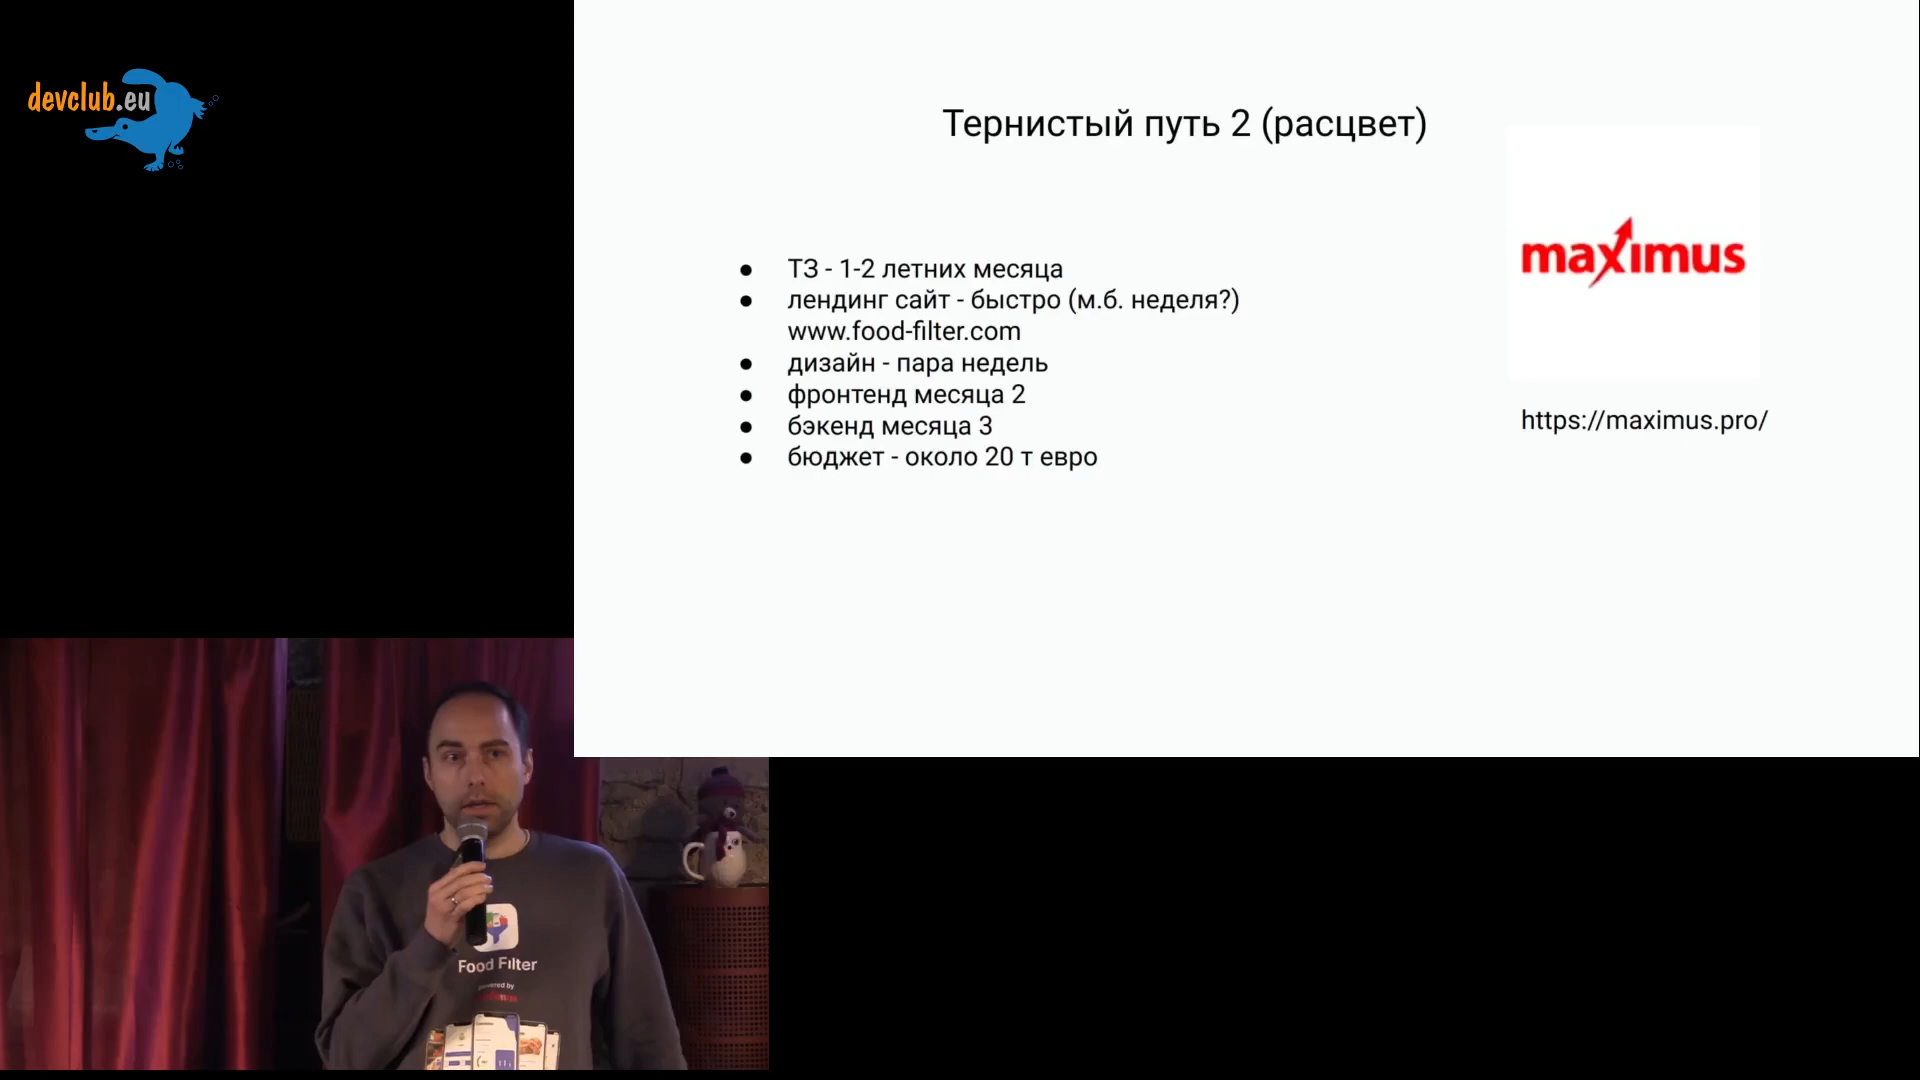 devclub.eu
Тернистый путь 2 (расцвет)
● ТЗ - 1-2 летних месяца
● лендинг сайт - быстро (м.б. неделя?)
www.food-filter.com
● дизайн - пара недель
● фронтенд месяца 2
● бэкенд месяца 3
● бюджет - около 20 т евро
maximus
https://maximus.pro/
Food Filter
powered by